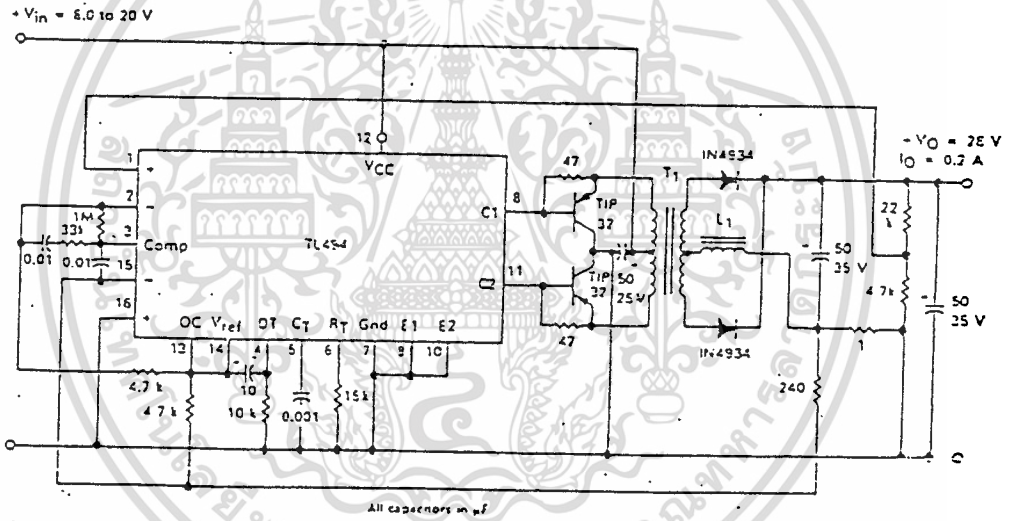 + Vin = 8.0 to 20 V
12
VCC
1
+
2
−
1M
33k
3
Comp
0.01
0.01
15
−
16
+
TL494
8
C1
11
C2
OC
Vref
DT
CT
RT
Gnd
E1
E2
13
14
4
5
6
7
9
10
4.7 k
4.7 k
10
10 k
0.001
15k
47
TIP
32
TIP
32
47
50
25 V
T1
IN4934
L1
IN4934
+ VO = 28 V
IO = 0.2 A
22
k
4.7k
50
35 V
50
35 V
1
240
All capacitors in µF